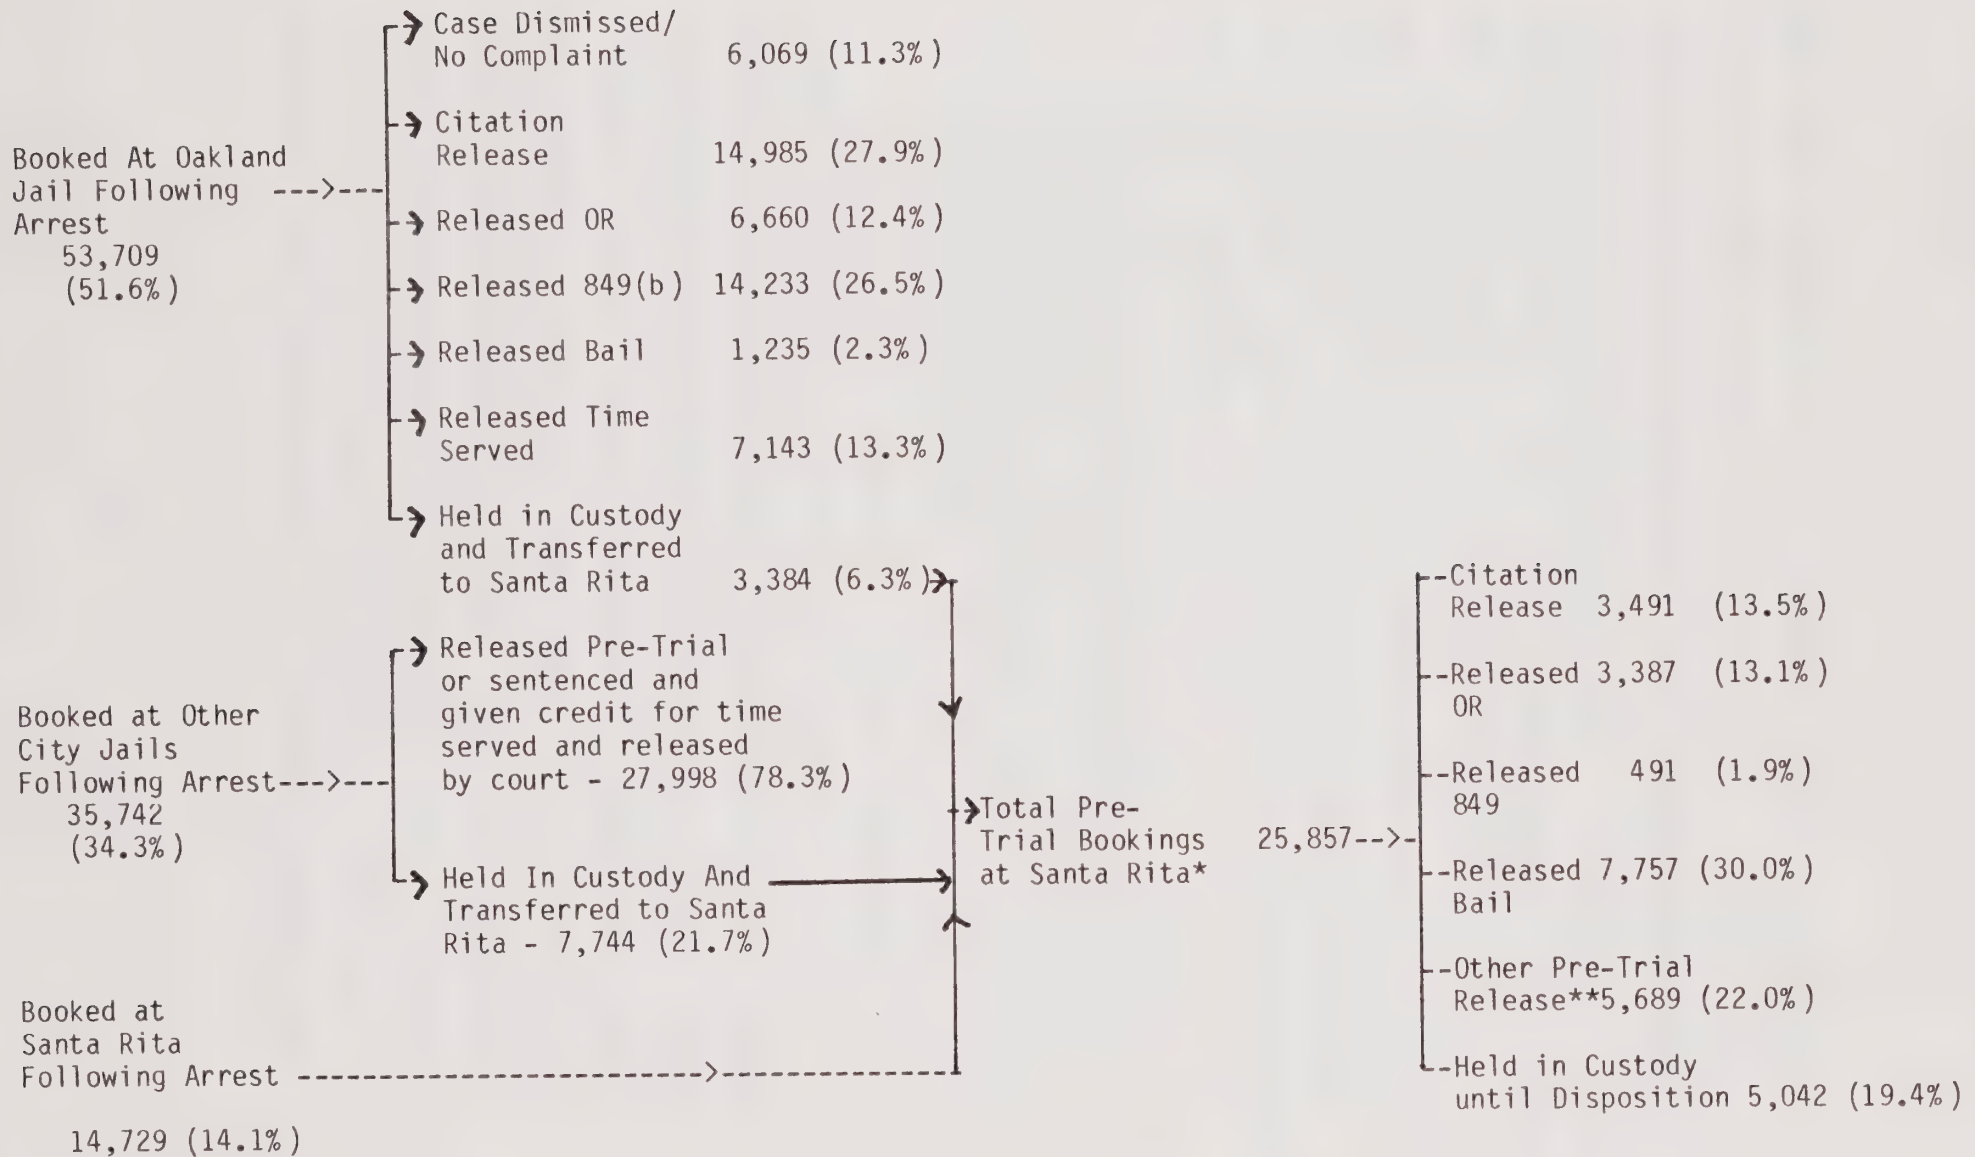 Case Dismissed/
No Complaint 6,069 (11.3%)
Citation
Release 14,985 (27.9%)
Booked At Oakland
Jail Following --->---
Arrest
53,709
(51.6%)
Released OR 6,660 (12.4%)
Released 849(b) 14,233 (26.5%)
Released Bail 1,235 (2.3%)
Released Time
Served 7,143 (13.3%)
Held in Custody
and Transferred
to Santa Rita 3,384 (6.3%)
Booked at Other
City Jails
Following Arrest--->---
35,742
(34.3%)
Released Pre-Trial
or sentenced and
given credit for time
served and released
by court - 27,998 (78.3%)
Held In Custody And
Transferred to Santa
Rita - 7,744 (21.7%)
Booked at
Santa Rita
Following Arrest
14,729 (14.1%)
Total Pre-
Trial Bookings 25,857-->-
at Santa Rita*
--Citation
Release 3,491 (13.5%)
--Released 3,387 (13.1%)
OR
--Released 491 (1.9%)
849
--Released 7,757 (30.0%)
Bail
--Other Pre-Trial
Release**5,689 (22.0%)
--Held in Custody
until Disposition 5,042 (19.4%)